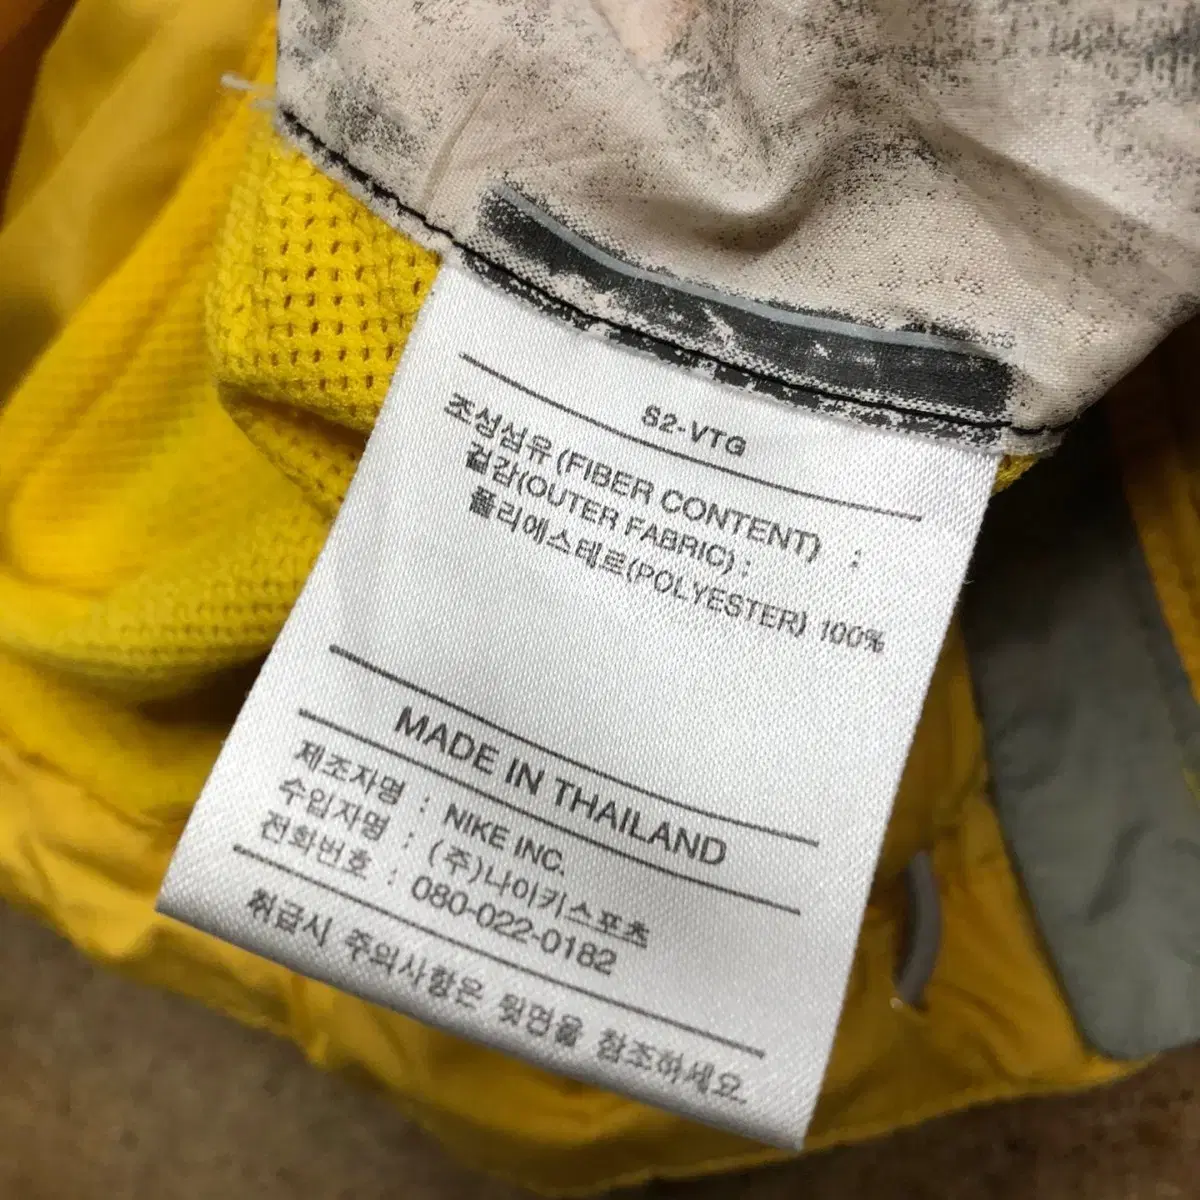 S2-VTG
조성섬유(FIBER CONTENT) :
겉감(OUTER FABRIC) :
폴리에스테르(POLYESTER) 100%
MADE IN THAILAND
제조자명 : NIKE INC.
수입자명 : (주)나이키스포츠
전화번호 : 080-022-0182
취급시 주의사항은 뒷면을 참조하세요.